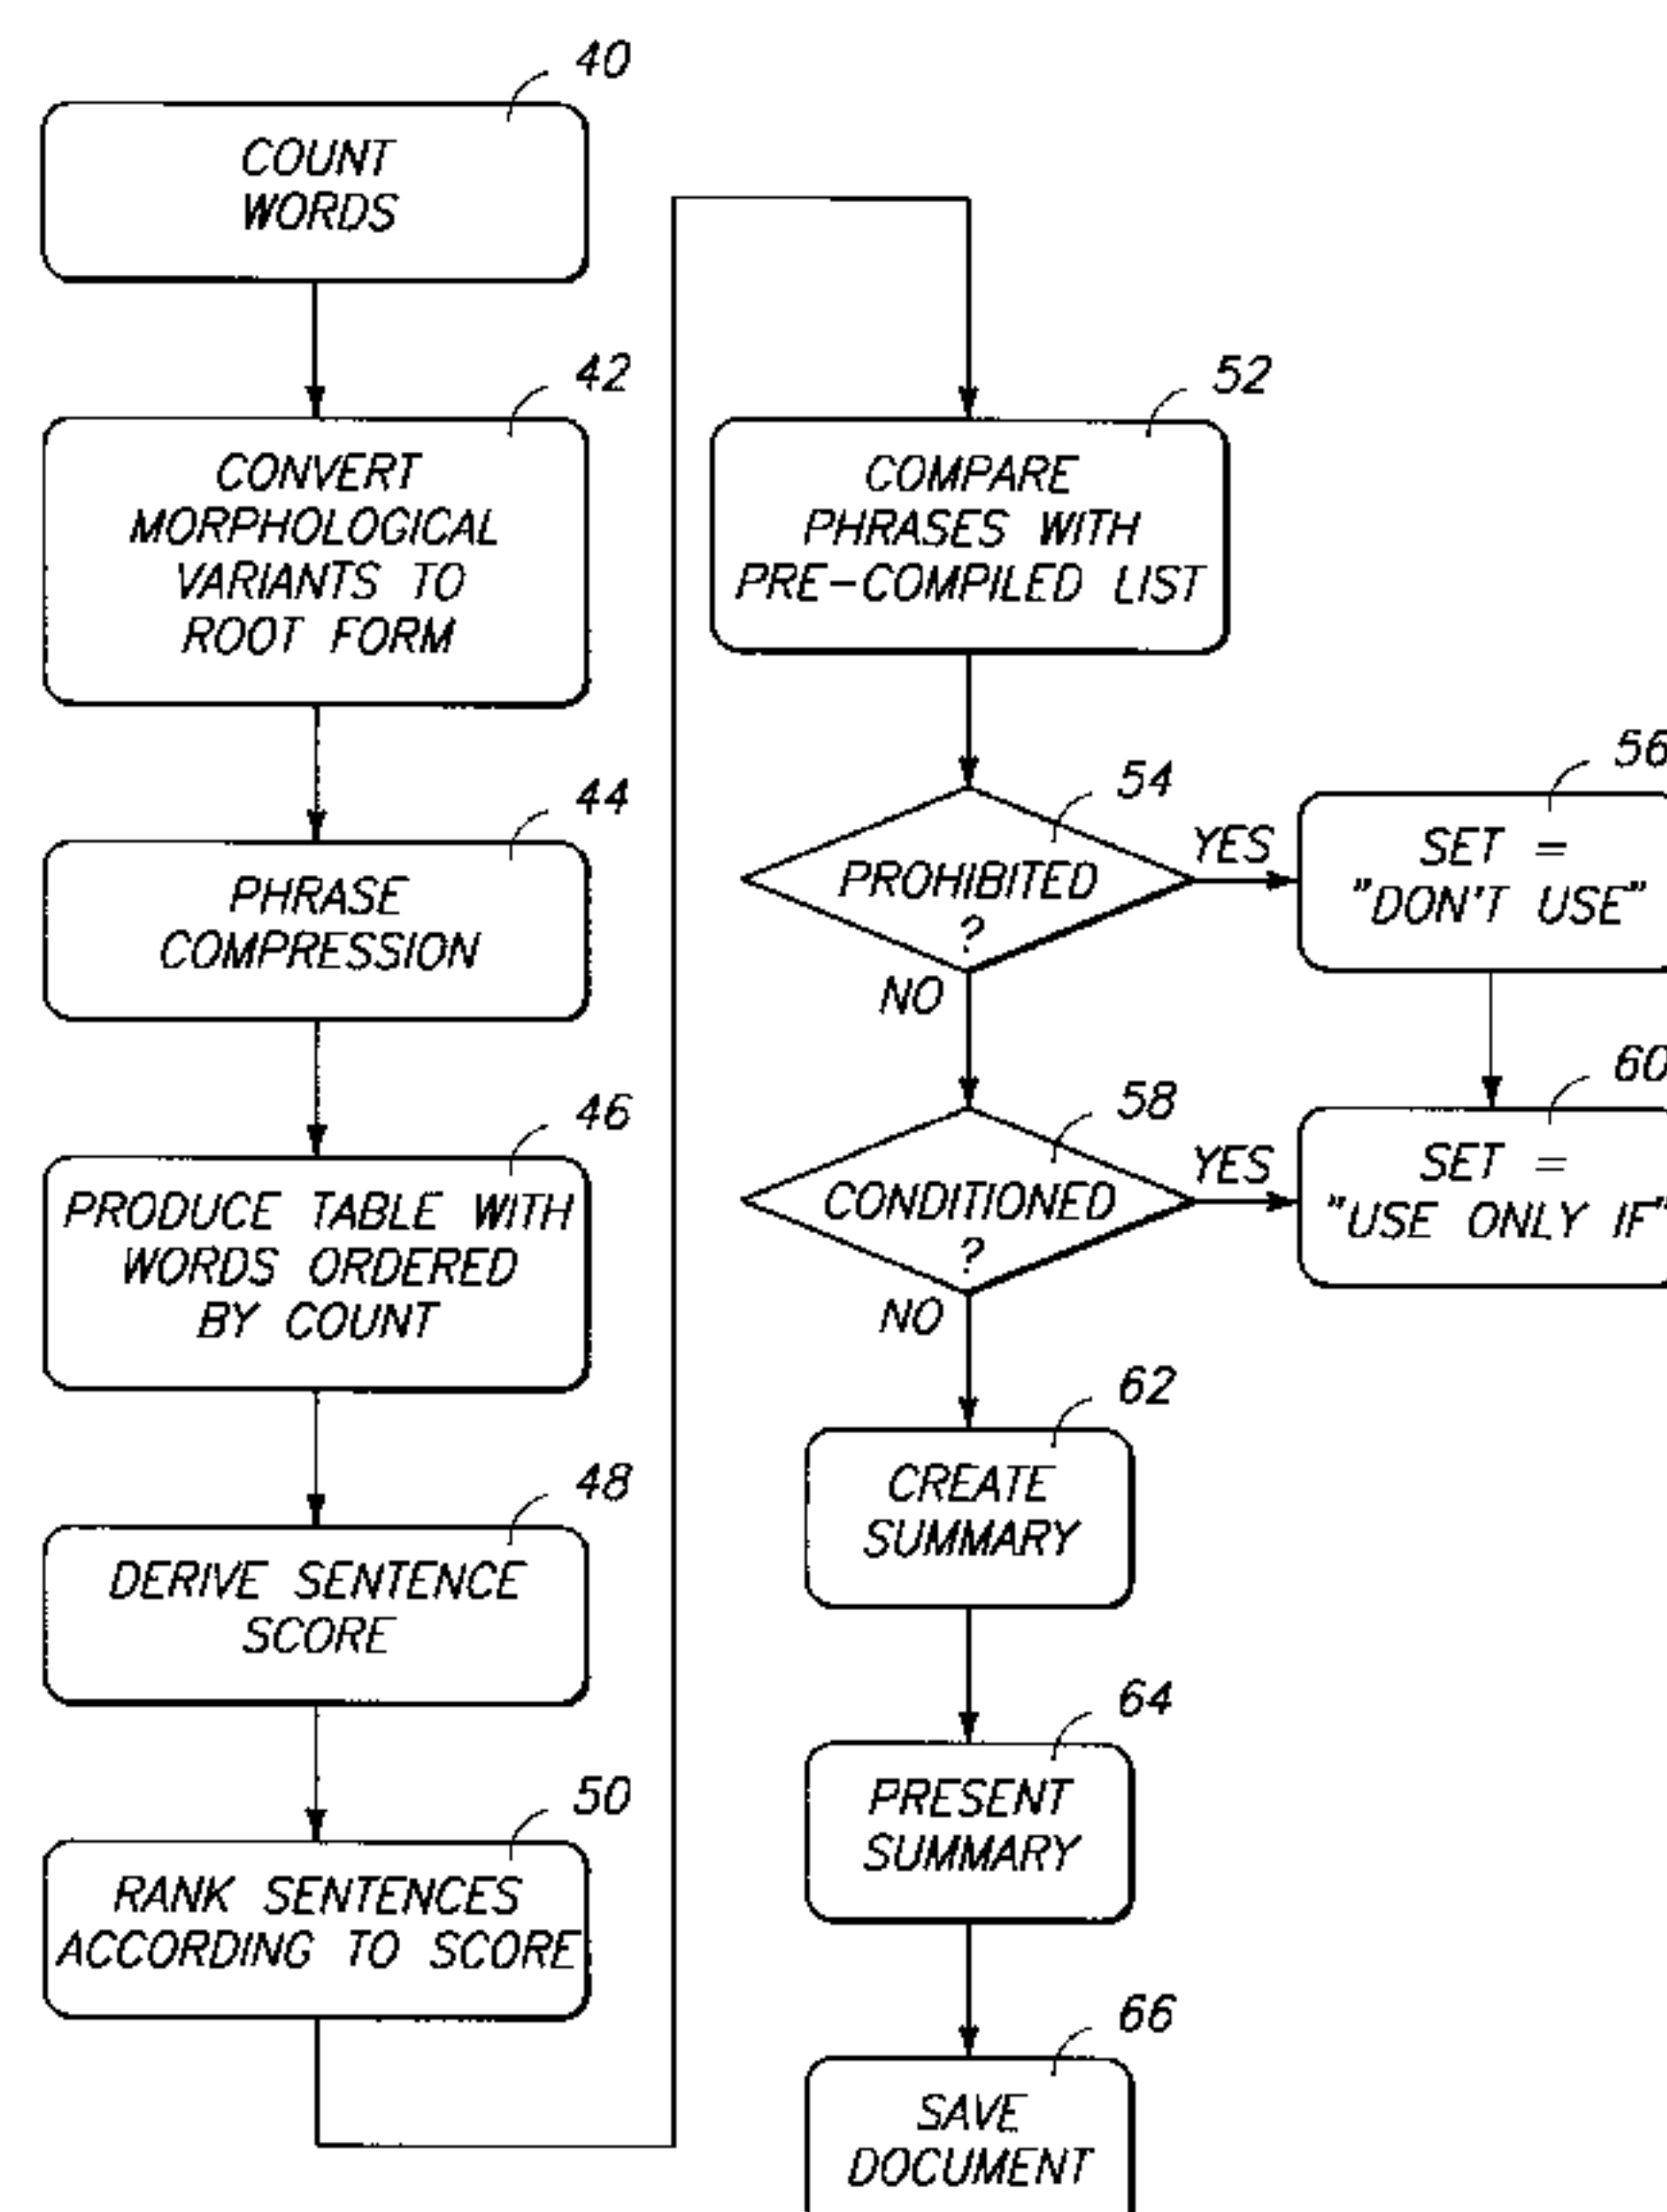 40
COUNT
WORDS
42
CONVERT
MORPHOLOGICAL
VARIANTS TO
ROOT FORM
44
PHRASE
COMPRESSION
46
PRODUCE TABLE WITH
WORDS ORDERED
BY COUNT
48
DERIVE SENTENCE
SCORE
50
RANK SENTENCES
ACCORDING TO SCORE
52
COMPARE
PHRASES WITH
PRE-COMPILED LIST
54
PROHIBITED
?
YES
NO
56
SET =
"DON'T USE"
58
CONDITIONED
?
YES
NO
60
SET =
"USE ONLY IF"
62
CREATE
SUMMARY
64
PRESENT
SUMMARY
66
SAVE
DOCUMENT